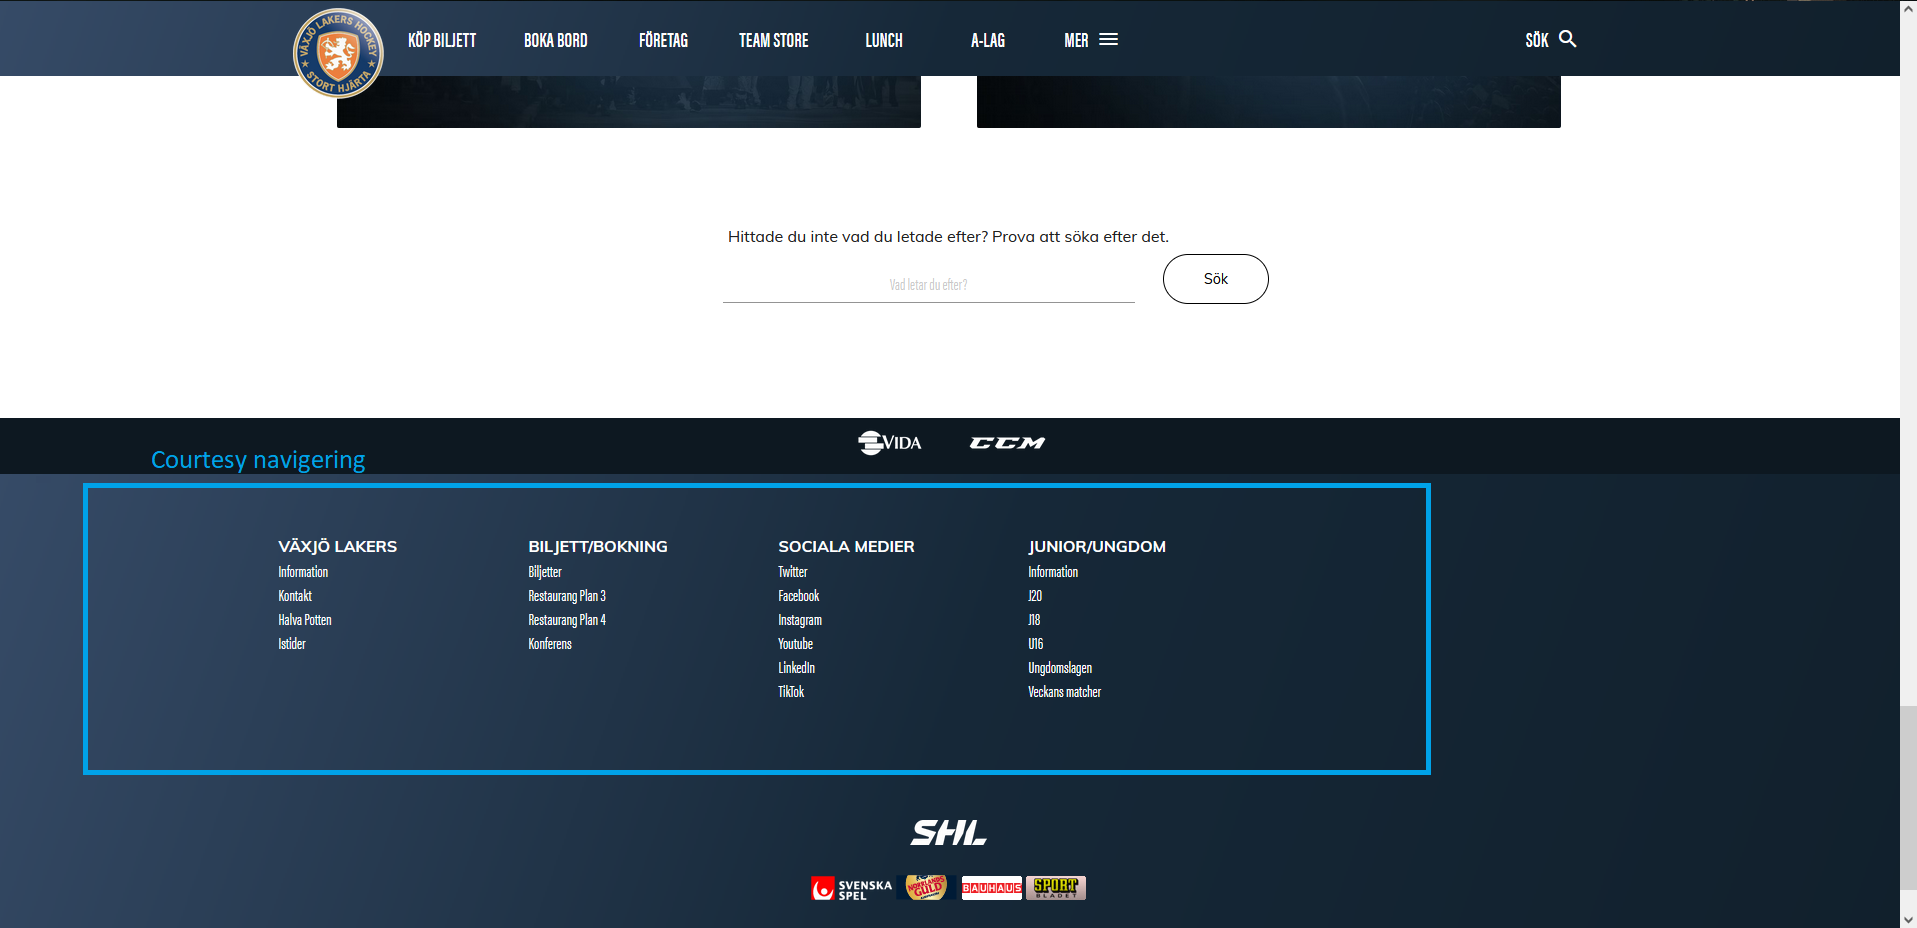 VÄXJÖ LAKERS HOCKEY
STORT HJÄRTA
KÖP BILJETT
BOKA BORD
FÖRETAG
TEAM STORE
LUNCH
A-LAG
MER
SÖK
Hittade du inte vad du letade efter? Prova att söka efter det.
Vad letar du efter?
Sök
VIDA
CCM
Courtesy navigering
VÄXJÖ LAKERS
Information
Kontakt
Halva Potten
Istider
BILJETT/BOKNING
Biljetter
Restaurang Plan 3
Restaurang Plan 4
Konferens
SOCIALA MEDIER
Twitter
Facebook
Instagram
Youtube
LinkedIn
TikTok
JUNIOR/UNGDOM
Information
J20
J18
U16
Ungdomslagen
Veckans matcher
SHL
SVENSKA
SPEL
NORRLANDS
GULD
BAUHAUS
SPORT
BLADET